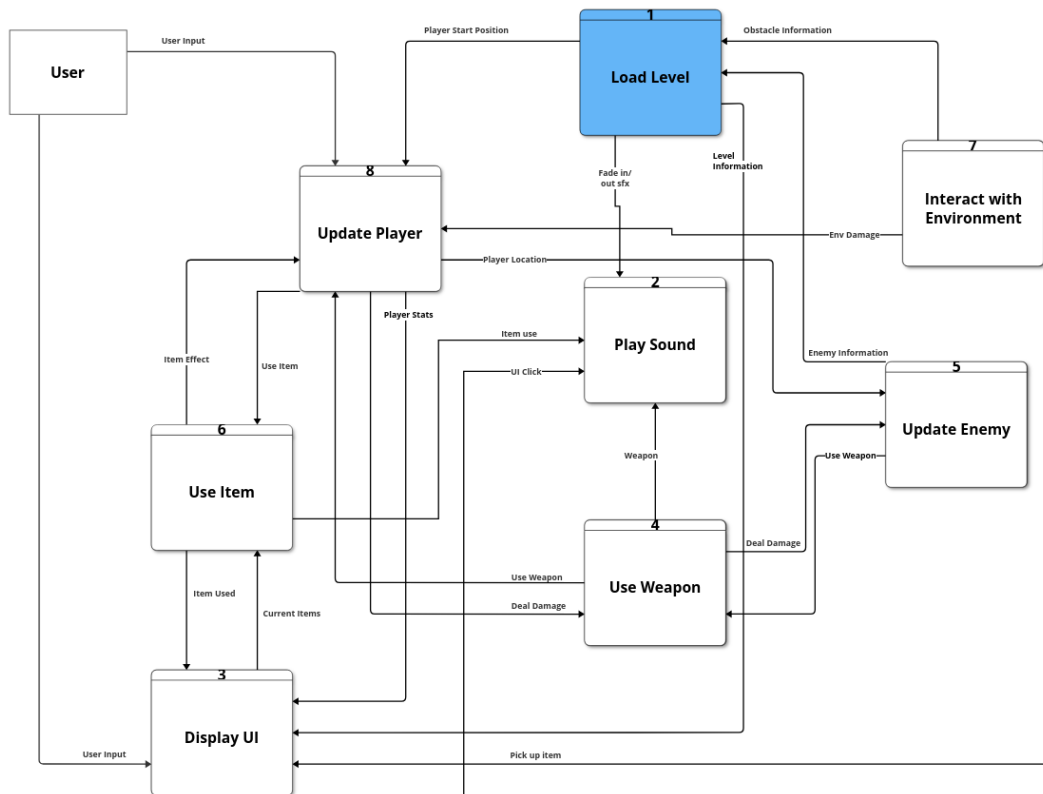 1
Player Start Position
Obstacle Information
User Input
User
Load Level
7
Level
Information
8
Fade in/
out sfx
Interact with
Environment
Update Player
Env Damage
Player Location
2
Player Stats
Item use
Play Sound
Enemy Information
Item Effect
Use Item
UI Click
5
6
Update Enemy
Weapon
Use Weapon
Use Item
4
Deal Damage
Use Weapon
Use Weapon
Item Used
Deal Damage
Current Items
3
Display UI
User Input
Pick up item